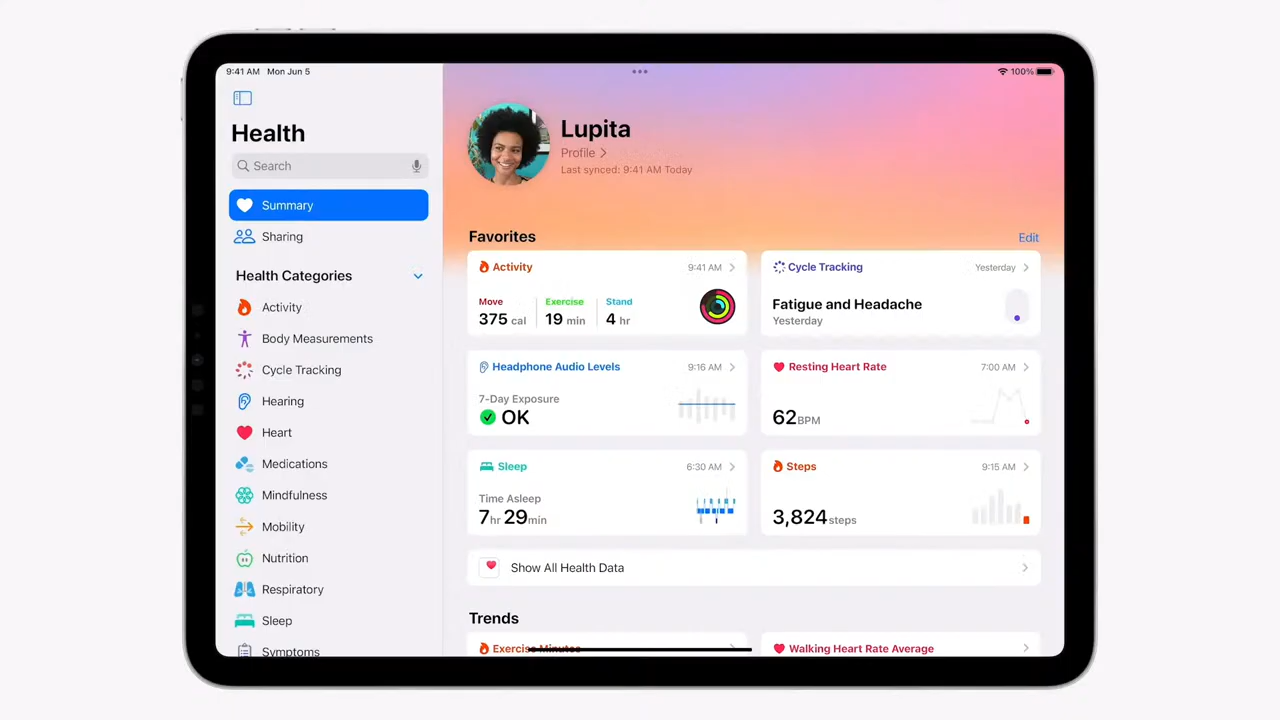 9:41 AM Mon Jun 5
100%
Health
Search
Summary
Sharing
Health Categories
Activity
Body Measurements
Cycle Tracking
Hearing
Heart
Medications
Mindfulness
Mobility
Nutrition
Respiratory
Sleep
Symptoms
Lupita
Profile
Last synced: 9:41 AM Today
Favorites Edit
Activity 9:41 AM
Move Exercise Stand
375 cal 19 min 4 hr
Cycle Tracking Yesterday
Fatigue and Headache
Yesterday
Headphone Audio Levels 9:16 AM
7-Day Exposure
OK
Resting Heart Rate 7:00 AM
62 BPM
Sleep 6:30 AM
Time Asleep
7hr 29min
Steps 9:15 AM
3,824 steps
Show All Health Data
Trends
Exercise Minutes
Walking Heart Rate Average